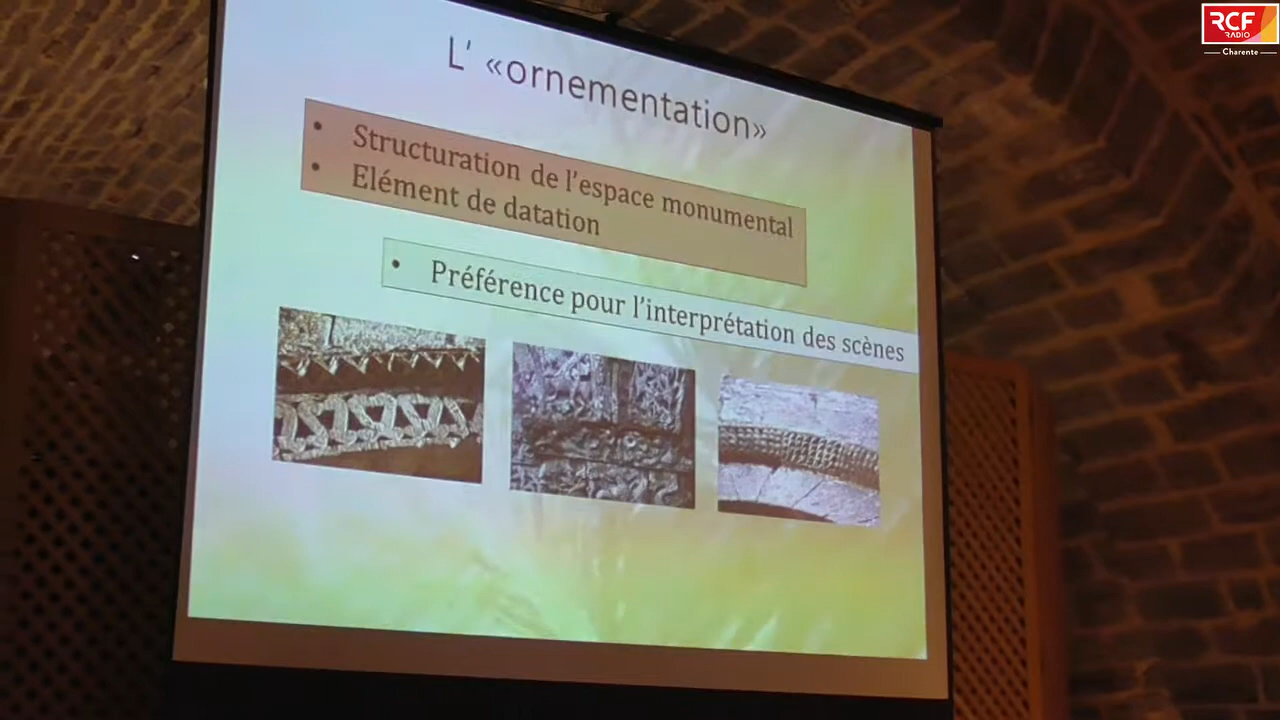 RCF
RADIO
Charente
L' «ornementation»
• Structuration de l'espace monumental
• Elément de datation
• Préférence pour l'interprétation des scènes